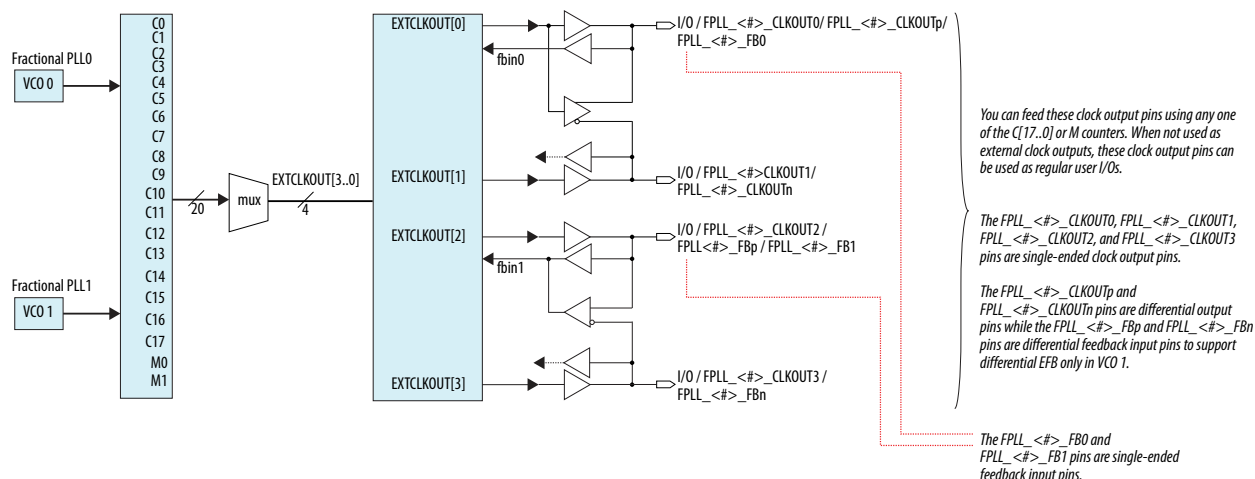 Fractional PLL0
VCO 0
Fractional PLL1
VCO 1
C0
C1
C2
C3
C4
C5
C6
C7
C8
C9
C10
C11
C12
C13
C14
C15
C16
C17
M0
M1
20
mux
EXTCLKOUT[3..0]
4
EXTCLKOUT[0]
fbin0
EXTCLKOUT[1]
EXTCLKOUT[2]
fbin1
EXTCLKOUT[3]
I/O / FPLL_<#>_CLKOUT0/ FPLL_<#>_CLKOUTp/
FPLL_<#>_FB0
I/O / FPLL_<#>CLKOUT1/
FPLL_<#>_CLKOUTn
I/O / FPLL_<#>_CLKOUT2 /
FPLL<#>_FBp / FPLL_<#>_FB1
I/O / FPLL_<#>_CLKOUT3 /
FPLL_<#>_FBn
You can feed these clock output pins using any one
of the C[17..0] or M counters. When not used as
external clock outputs, these clock output pins can
be used as regular user I/Os.
The FPLL_<#>_CLKOUT0, FPLL_<#>_CLKOUT1,
FPLL_<#>_CLKOUT2, and FPLL_<#>_CLKOUT3
pins are single-ended clock output pins.
The FPLL_<#>_CLKOUTp and
FPLL_<#>_CLKOUTn pins are differential output
pins while the FPLL_<#>_FBp and FPLL_<#>_FBn
pins are differential feedback input pins to support
differential EFB only in VCO 1.
The FPLL_<#>_FB0 and
FPLL_<#>_FB1 pins are single-ended
feedback input pins.